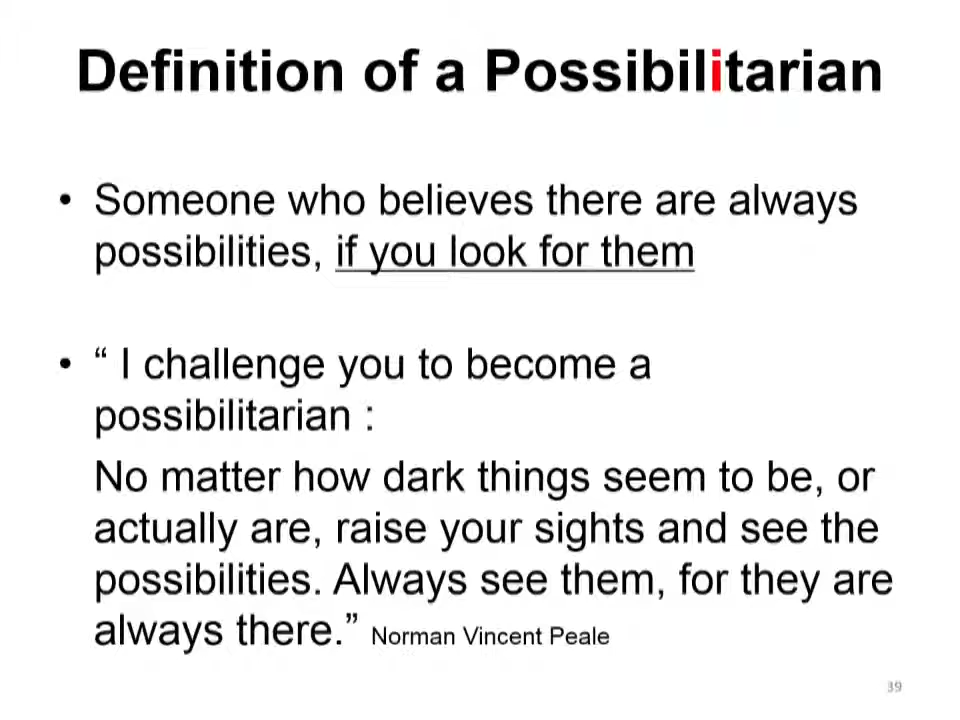 Definition of a Possibilitarian
• Someone who believes there are always
possibilities, if you look for them
• “ I challenge you to become a
possibilitarian :
No matter how dark things seem to be, or
actually are, raise your sights and see the
possibilities. Always see them, for they are
always there.” Norman Vincent Peale
39